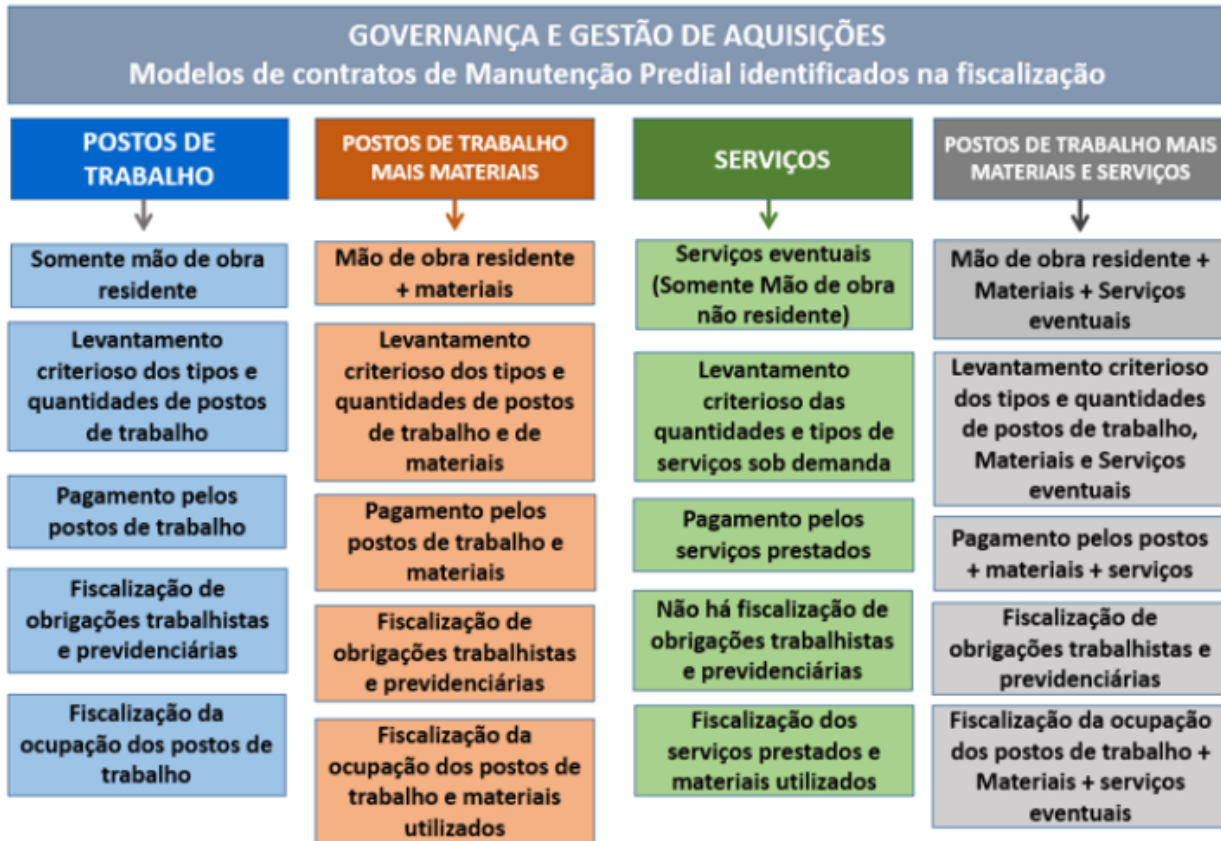 GOVERNANÇA E GESTÃO DE AQUISIÇÕES
Modelos de contratos de Manutenção Predial identificados na fiscalização
POSTOS DE
TRABALHO
Somente mão de obra
residente
Levantamento
criterioso dos tipos e
quantidades de postos
de trabalho
Pagamento pelos
postos de trabalho
Fiscalização de
obrigações trabalhistas
e previdenciárias
Fiscalização da
ocupação dos postos de
trabalho
POSTOS DE TRABALHO
MAIS MATERIAIS
Mão de obra residente
+ materiais
Levantamento
criterioso dos tipos e
quantidades de postos
de trabalho e de
materiais
Pagamento pelos
postos de trabalho e
materiais
Fiscalização de
obrigações trabalhistas
e previdenciárias
Fiscalização da
ocupação dos postos de
trabalho e materiais
utilizados
SERVIÇOS
Serviços eventuais
(Somente Mão de obra
não residente)
Levantamento
criterioso das
quantidades e tipos de
serviços sob demanda
Pagamento pelos
serviços prestados
Não há fiscalização de
obrigações trabalhistas
e previdenciárias
Fiscalização dos
serviços prestados e
materiais utilizados
POSTOS DE TRABALHO MAIS
MATERIAIS E SERVIÇOS
Mão de obra residente +
Materiais + Serviços
eventuais
Levantamento criterioso
dos tipos e quantidades
de postos de trabalho,
Materiais e Serviços
eventuais
Pagamento pelos postos
+ materiais + serviços
Fiscalização de
obrigações trabalhistas e
previdenciárias
Fiscalização da ocupação
dos postos de trabalho +
Materiais + serviços
eventuais